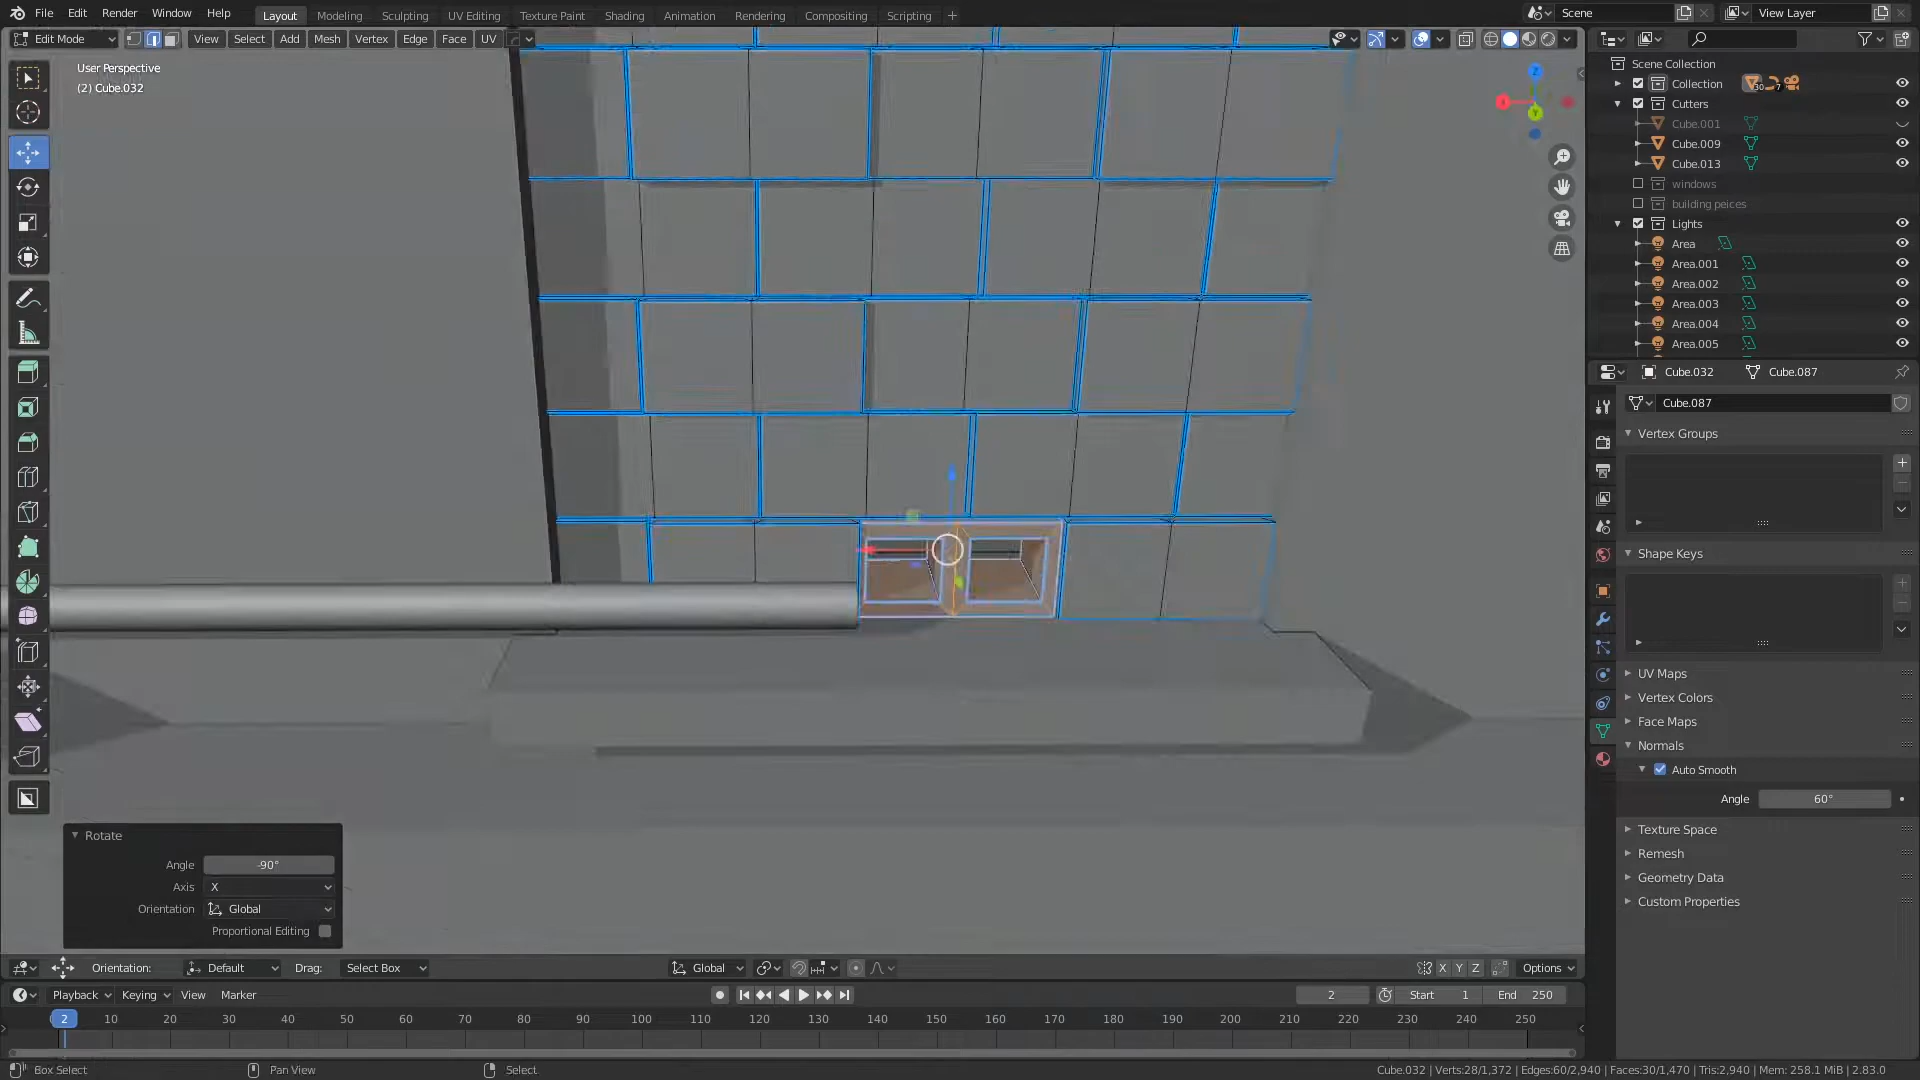 File Edit Render Window Help
Layout Modeling Sculpting UV Editing Texture Paint Shading Animation Rendering Compositing Scripting +
Scene
View Layer
Edit Mode
View Select Add Mesh Vertex Edge Face UV
User Perspective
(2) Cube.032
Z
X
Y
Scene Collection
Collection 30 7
Cutters
Cube.001
Cube.009
Cube.013
windows
building peices
Lights
Area
Area.001
Area.002
Area.003
Area.004
Area.005
Cube.032 Cube.087
Cube.087
Vertex Groups
Shape Keys
UV Maps
Vertex Colors
Face Maps
Normals
Auto Smooth
Angle 60°
Texture Space
Remesh
Geometry Data
Custom Properties
Rotate
Angle -90°
Axis X
Orientation Global
Proportional Editing
Orientation: Default Drag: Select Box
Global
X Y Z Options
Playback Keying View Marker
2 Start 1 End 250
2 10 20 30 40 50 60 70 80 90 100 110 120 130 140 150 160 170 180 190 200 210 220 230 240 250
Box Select Pan View Select
Cube.032 | Verts:28/1,372 | Edges:60/2,940 | Faces:30/1,470 | Tris:2,940 | Mem: 258.1 MiB | 2.83.0